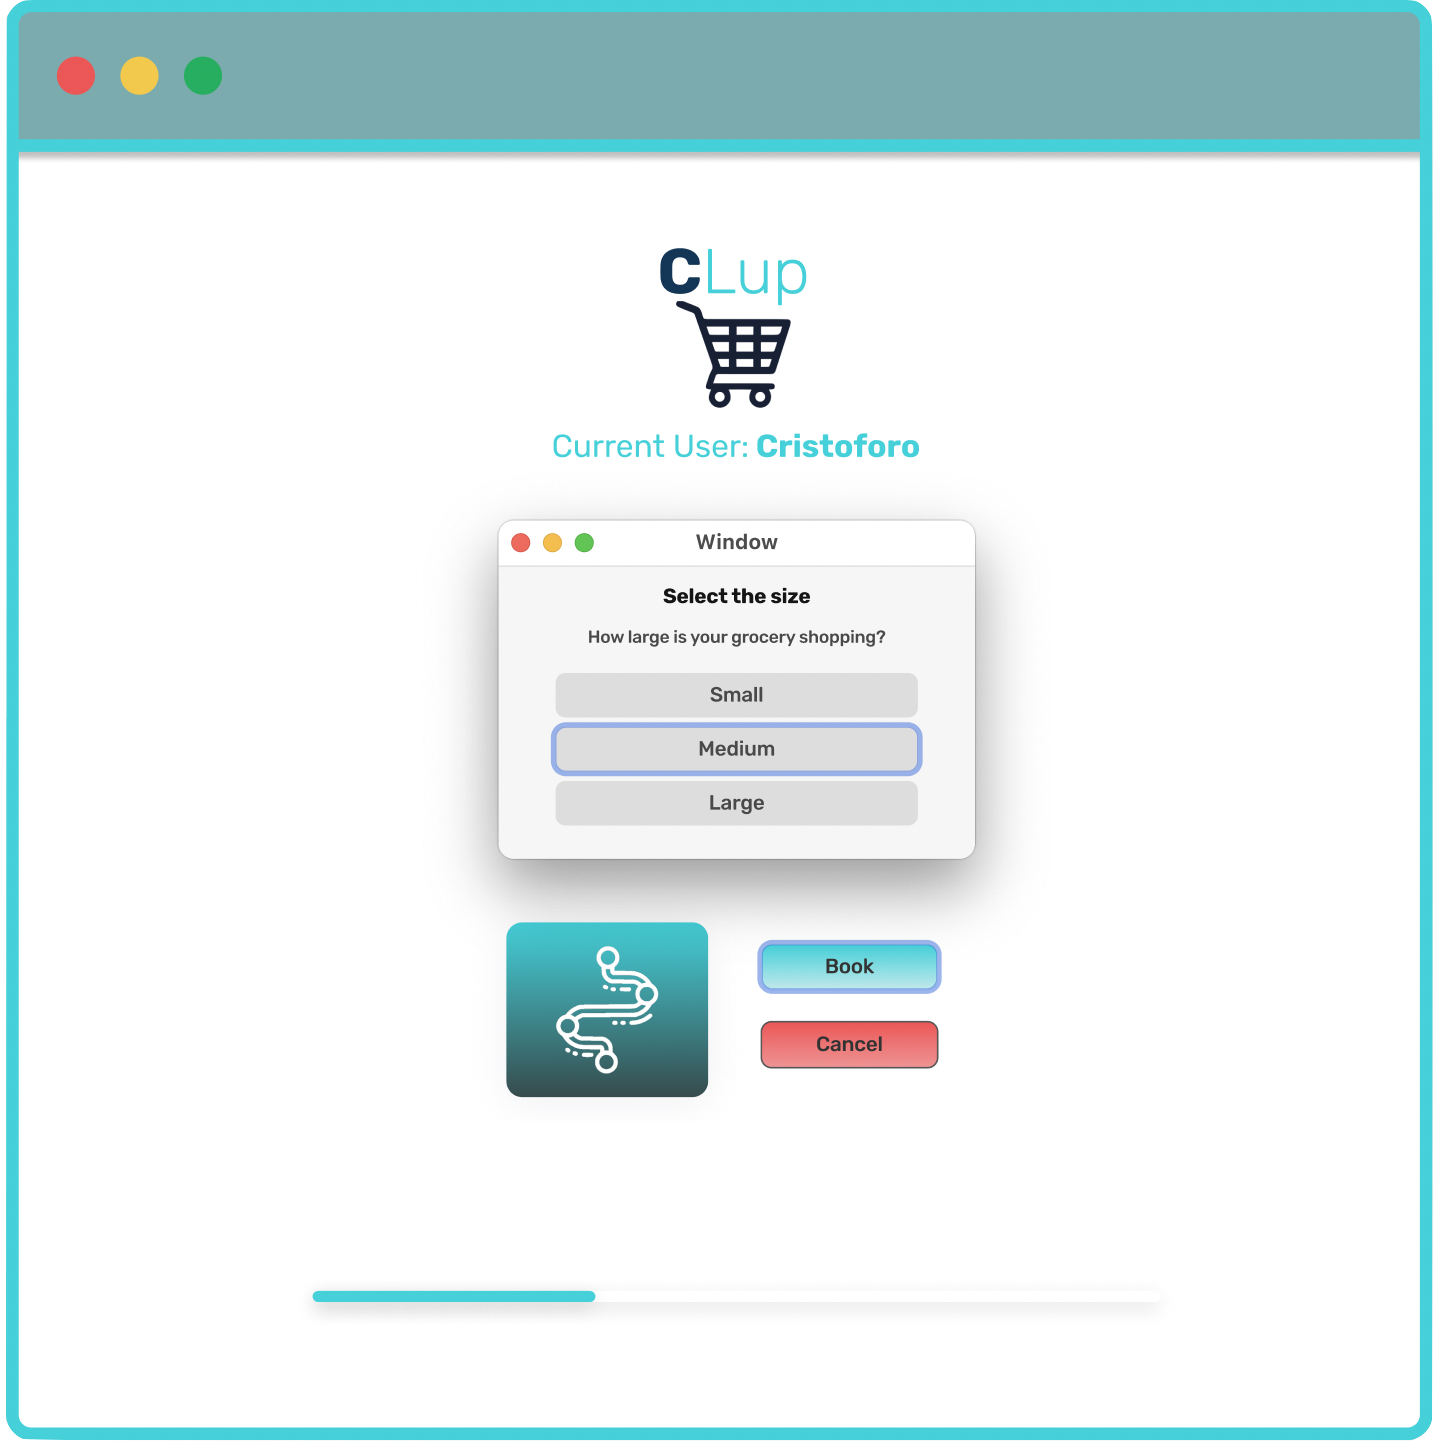 CLup
Current User: Cristoforo
Window
Select the size
How large is your grocery shopping?
Small
Medium
Large
Book
Cancel